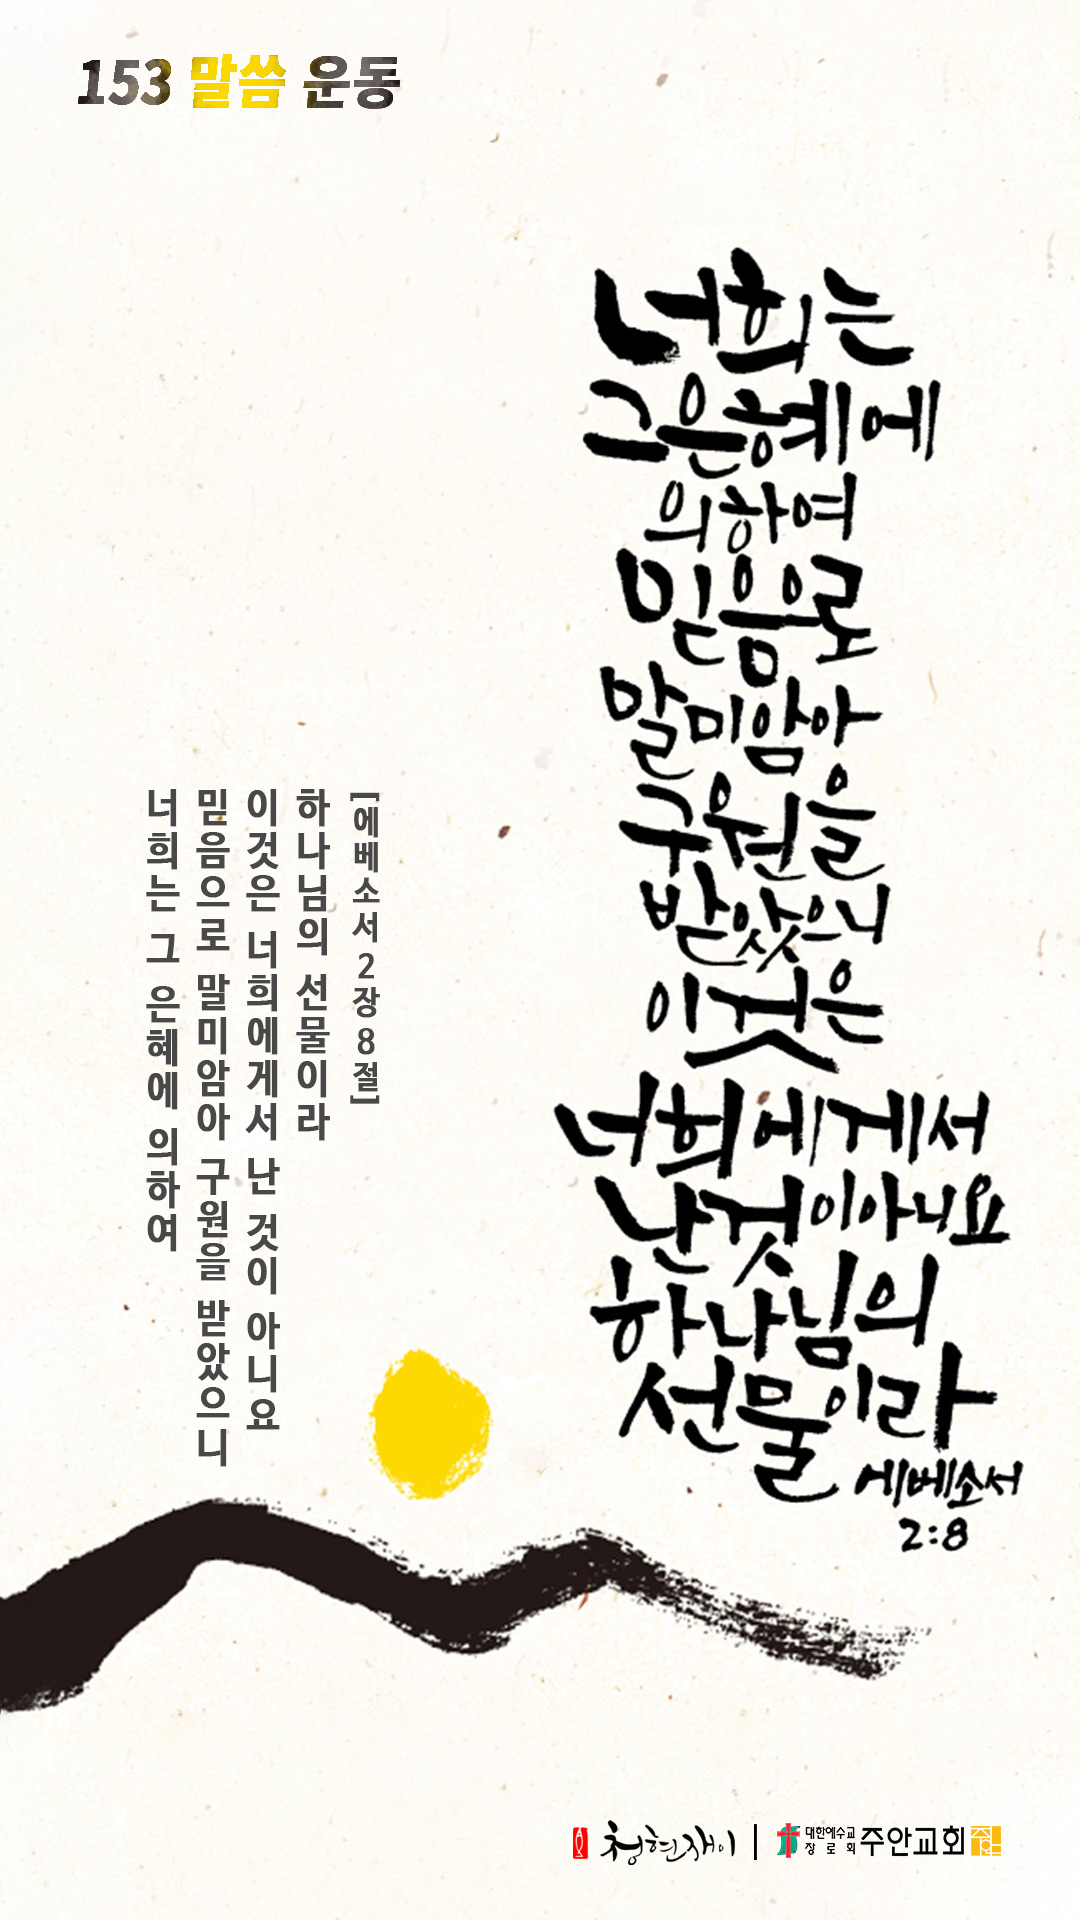 153 말씀 운동
너희는
그 은혜에
의하여
믿음으로
말미암아
구원을
받았으니
이것은
너희에게서
난 것이 아니요
하나님의
선물이라
에베소서
2:8
너희는 그 은혜에 의하여
믿음으로 말미암아 구원을 받았으니
이것은 너희에게서 난 것이 아니요
하나님의 선물이라
[에베소서 2장 8절]
청현재이
대한예수교
장로회
주안교회
주안